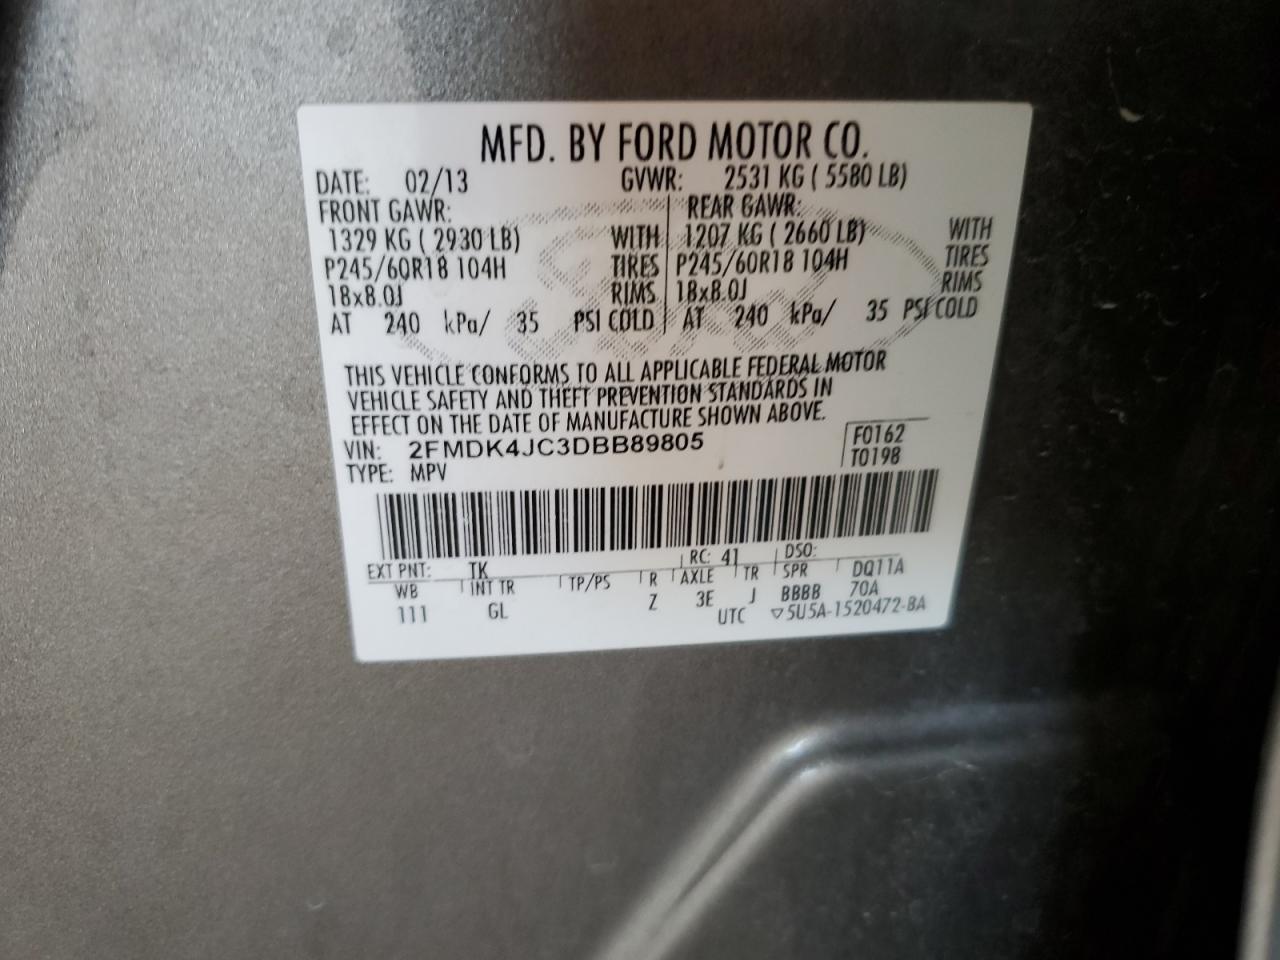 MFD. BY FORD MOTOR CO.
DATE: 02/13 GVWR: 2531 KG ( 5580 LB)
FRONT GAWR: REAR GAWR:
1329 KG ( 2930 LB) WITH 1207 KG ( 2660 LB) WITH
P245/60R18 104H TIRES P245/60R18 104H TIRES
18x8.0J RIMS 18x8.0J RIMS
AT 240 kPa/ 35 PSI COLD AT 240 kPa/ 35 PSI COLD
THIS VEHICLE CONFORMS TO ALL APPLICABLE FEDERAL MOTOR
VEHICLE SAFETY AND THEFT PREVENTION STANDARDS IN
EFFECT ON THE DATE OF MANUFACTURE SHOWN ABOVE.
VIN: 2FMDK4JC3DBB89805 F0162
TYPE: MPV T0198
EXT PNT: TK RC: 41 DSO:
WB INT TR TP/PS R AXLE TR SPR DQ11A
111 GL Z 3E J BBBB 70A
UTC ▽5U5A-1520472-BA